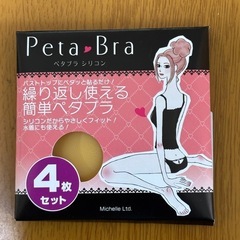 Peta♥Bra
ペタブラ シリコン
バストトップにペタッと貼るだけ!
繰り返し使える
簡単ペタブラ
シリコンだからやさしくフィット!
水着にも使える!
4枚
セット
Michelle Ltd.